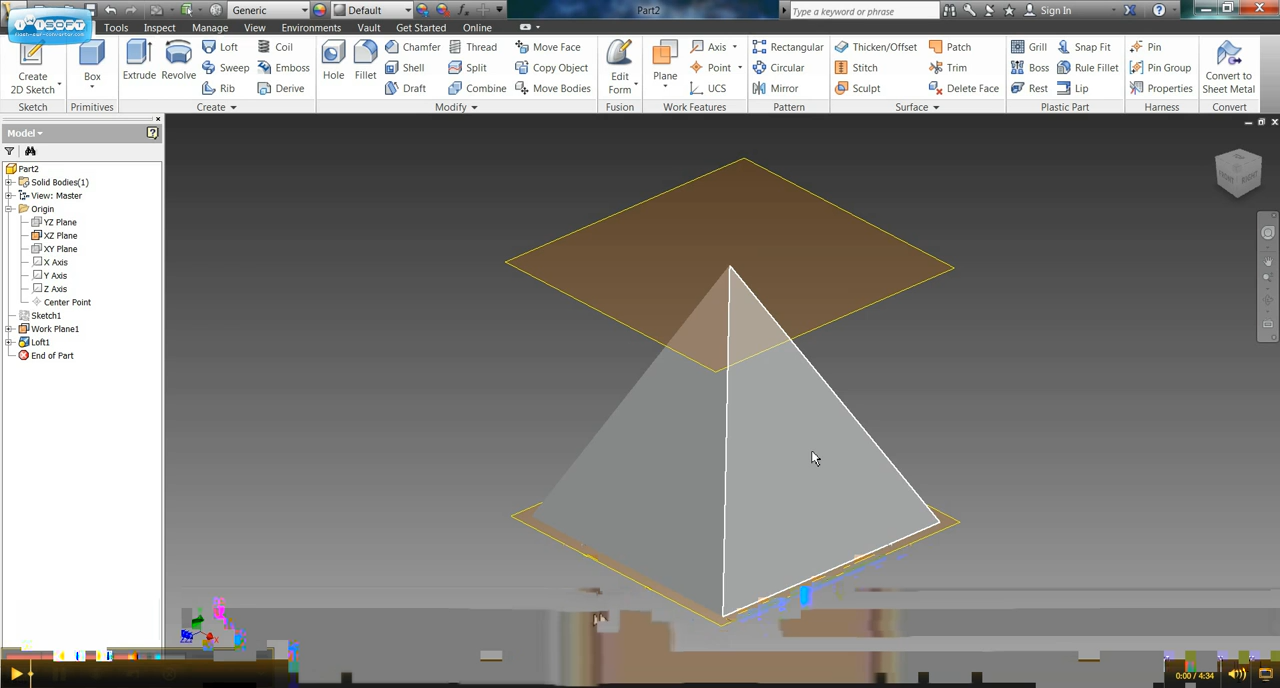 Generic
Default
Part2
Type a keyword or phrase
Sign In
iWiSOFT
Tools
Inspect
Manage
View
Environments
Vault
Get Started
Online
Create
2D Sketch
Box
Extrude
Revolve
Loft
Sweep
Rib
Coil
Emboss
Derive
Hole
Fillet
Chamfer
Shell
Draft
Thread
Split
Combine
Move Face
Copy Object
Move Bodies
Edit
Form
Plane
Axis
Point
UCS
Rectangular
Circular
Mirror
Thicken/Offset
Stitch
Sculpt
Patch
Trim
Delete Face
Grill
Boss
Rest
Snap Fit
Rule Fillet
Lip
Pin
Pin Group
Properties
Convert to
Sheet Metal
Sketch
Primitives
Create
Modify
Fusion
Work Features
Pattern
Surface
Plastic Part
Harness
Convert
Model
Part2
Solid Bodies(1)
View: Master
Origin
YZ Plane
XZ Plane
XY Plane
X Axis
Y Axis
Z Axis
Center Point
Sketch1
Work Plane1
Loft1
End of Part
RIGHT
0:00 / 4:34